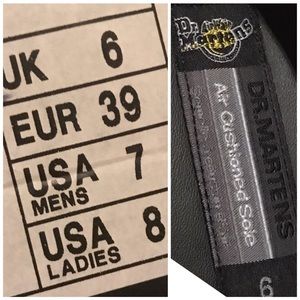 UK 6
EUR 39
USA 7
MENS
USA 8
LADIES
Dr. Martens
DR. MARTENS
Air Cushioned Sole
6